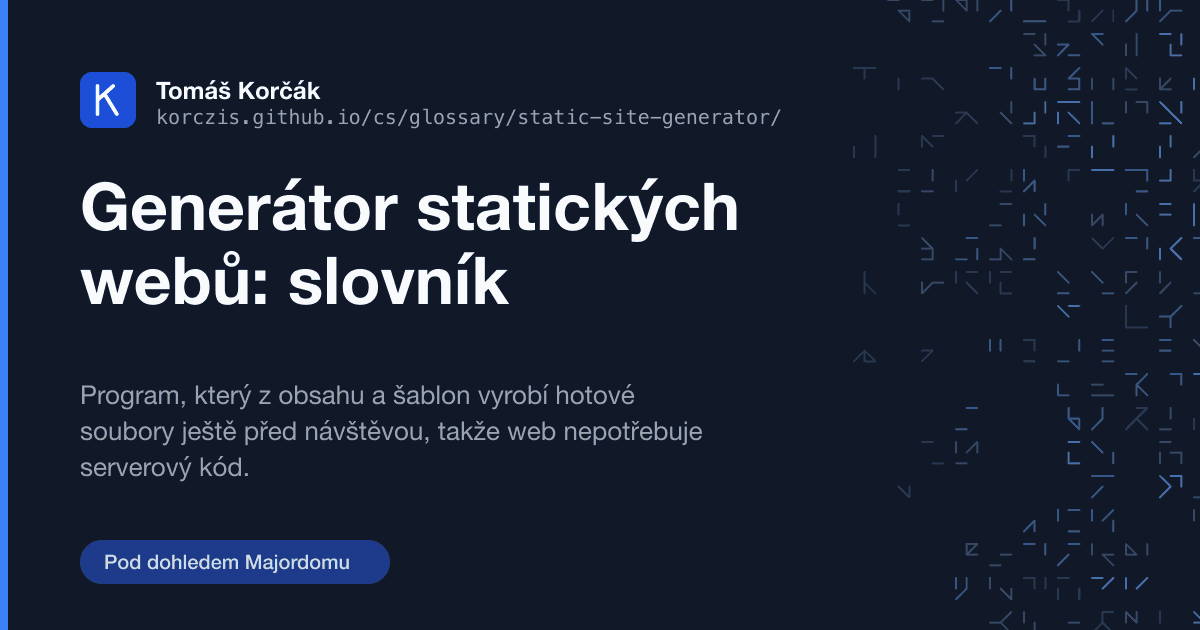 K
Tomáš Korčák
korczis.github.io/cs/glossary/static-site-generator/
Generátor statických
webů: slovník
Program, který z obsahu a šablon vyrobí hotové
soubory ještě před návštěvou, takže web nepotřebuje
serverový kód.
Pod dohledem Majordomu